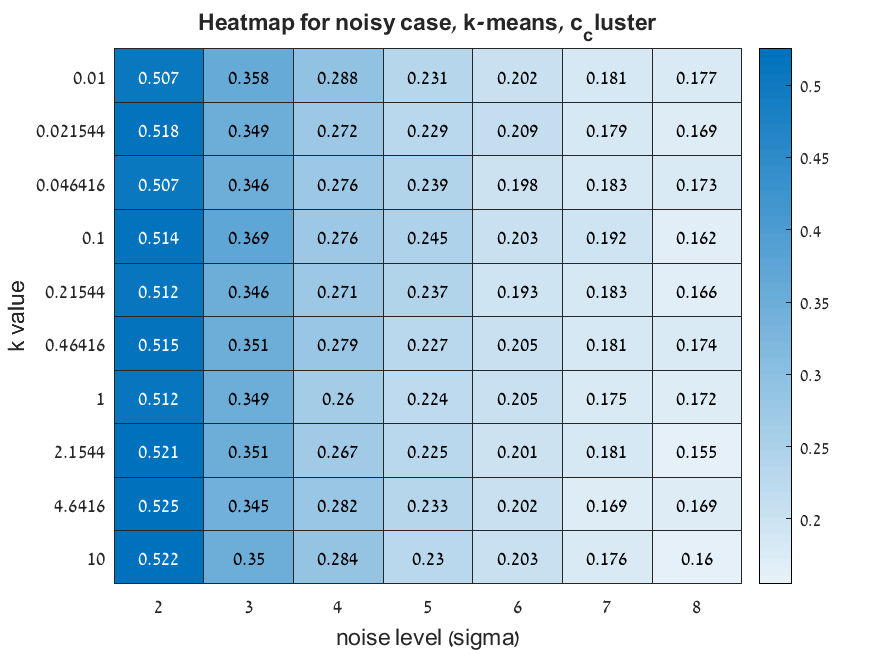 Heatmap for noisy case, k-means, c_cluster
0.01 0.507 0.358 0.288 0.231 0.202 0.181 0.177
0.021544 0.518 0.349 0.272 0.229 0.209 0.179 0.169
0.046416 0.507 0.346 0.276 0.239 0.198 0.183 0.173
0.1 0.514 0.369 0.276 0.245 0.203 0.192 0.162
0.21544 0.512 0.346 0.271 0.237 0.193 0.183 0.166
0.46416 0.515 0.351 0.279 0.227 0.205 0.181 0.174
1 0.512 0.349 0.26 0.224 0.205 0.175 0.172
2.1544 0.521 0.351 0.267 0.225 0.201 0.181 0.155
4.6416 0.525 0.345 0.282 0.233 0.202 0.169 0.169
10 0.522 0.35 0.284 0.23 0.203 0.176 0.16
2 3 4 5 6 7 8
noise level (sigma)
k value
0.5
0.45
0.4
0.35
0.3
0.25
0.2